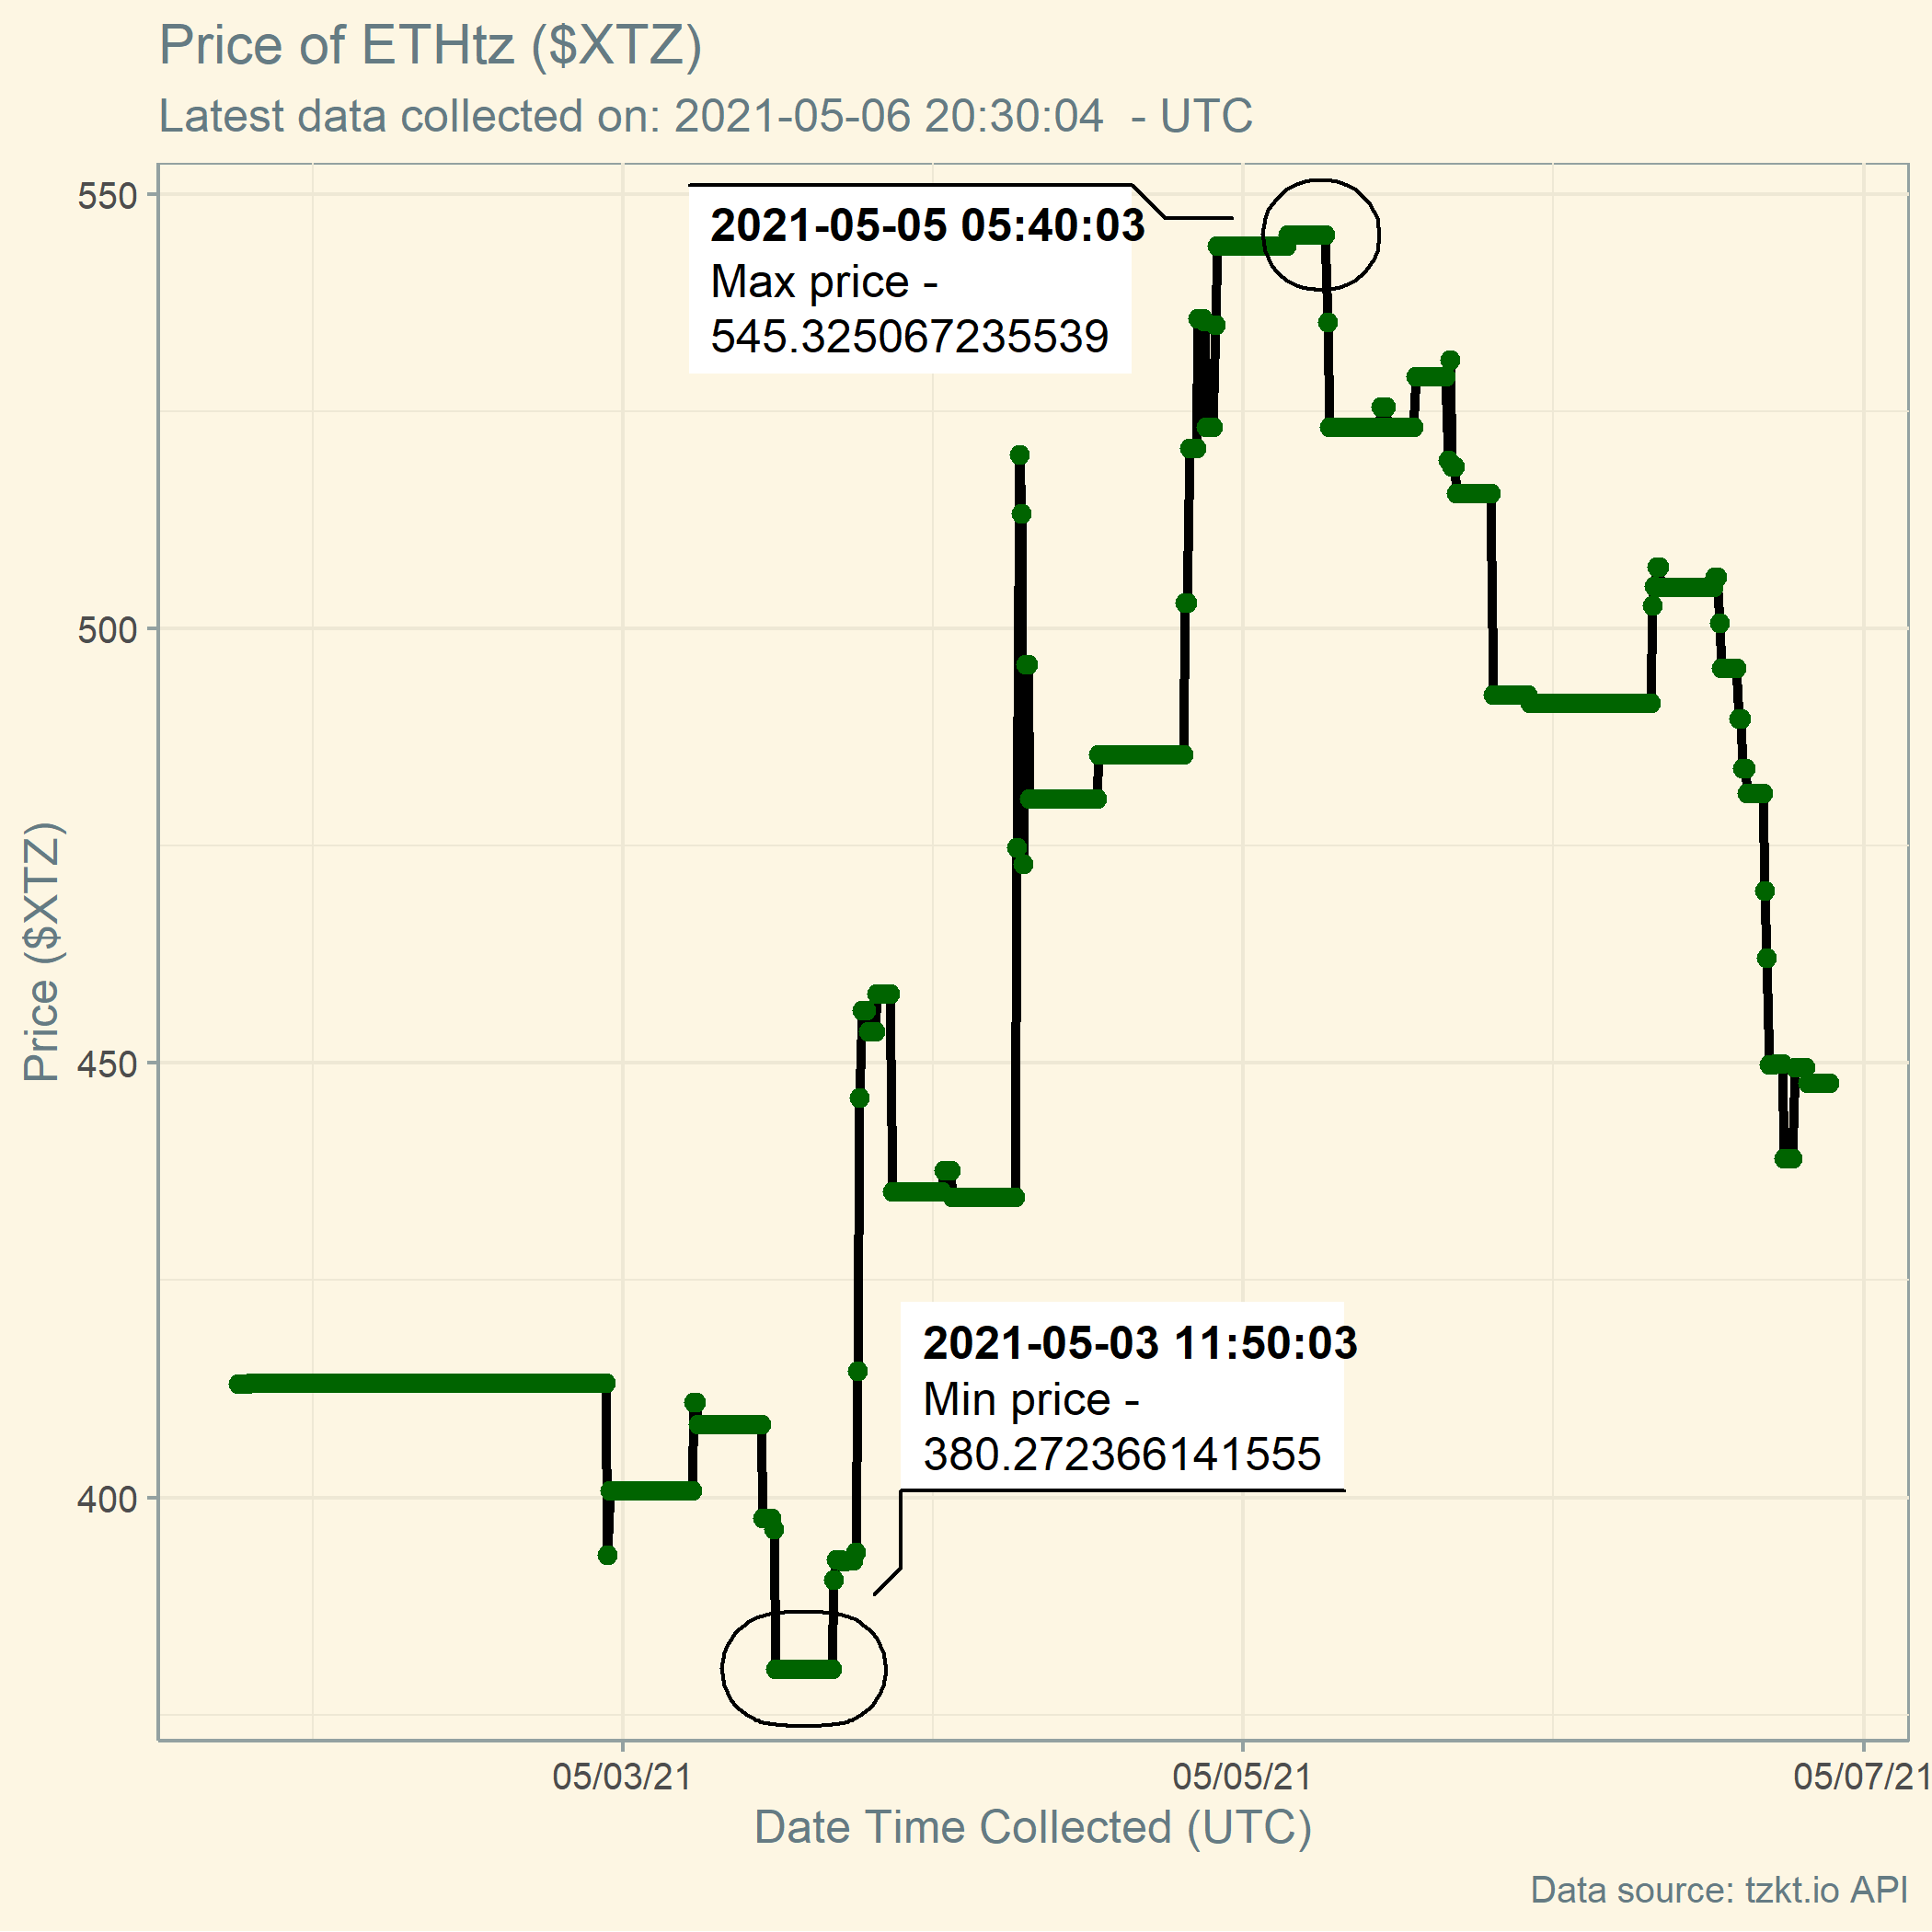 Price of ETHtz ($XTZ)
Latest data collected on: 2021-05-06 20:30:04  - UTC
550
500
450
400
Price ($XTZ)
2021-05-05 05:40:03
Max price -
545.325067235539
2021-05-03 11:50:03
Min price -
380.272366141555
05/03/21
05/05/21
05/07/21
Date Time Collected (UTC)
Data source: tzkt.io API